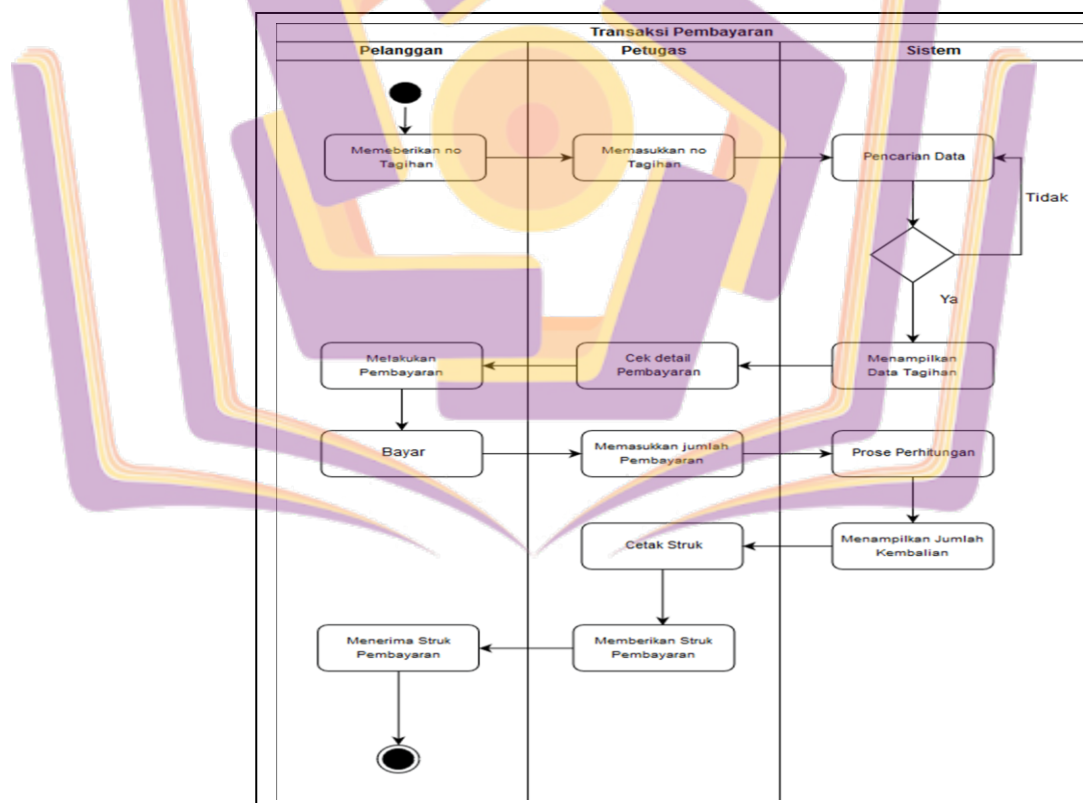 Transaksi Pembayaran
Pelanggan
Petugas
Sistem
Memeberikan no
Tagihan
Memasukkan no
Tagihan
Pencarian Data
Tidak
Ya
Melakukan
Pembayaran
Cek detail
Pembayaran
Menampilkan
Data Tagihan
Bayar
Memasukkan jumlah
Pembayaran
Prose Perhitungan
Cetak Struk
Menampilkan Jumlah
Kembalian
Menerima Struk
Pembayaran
Memberikan Struk
Pembayaran